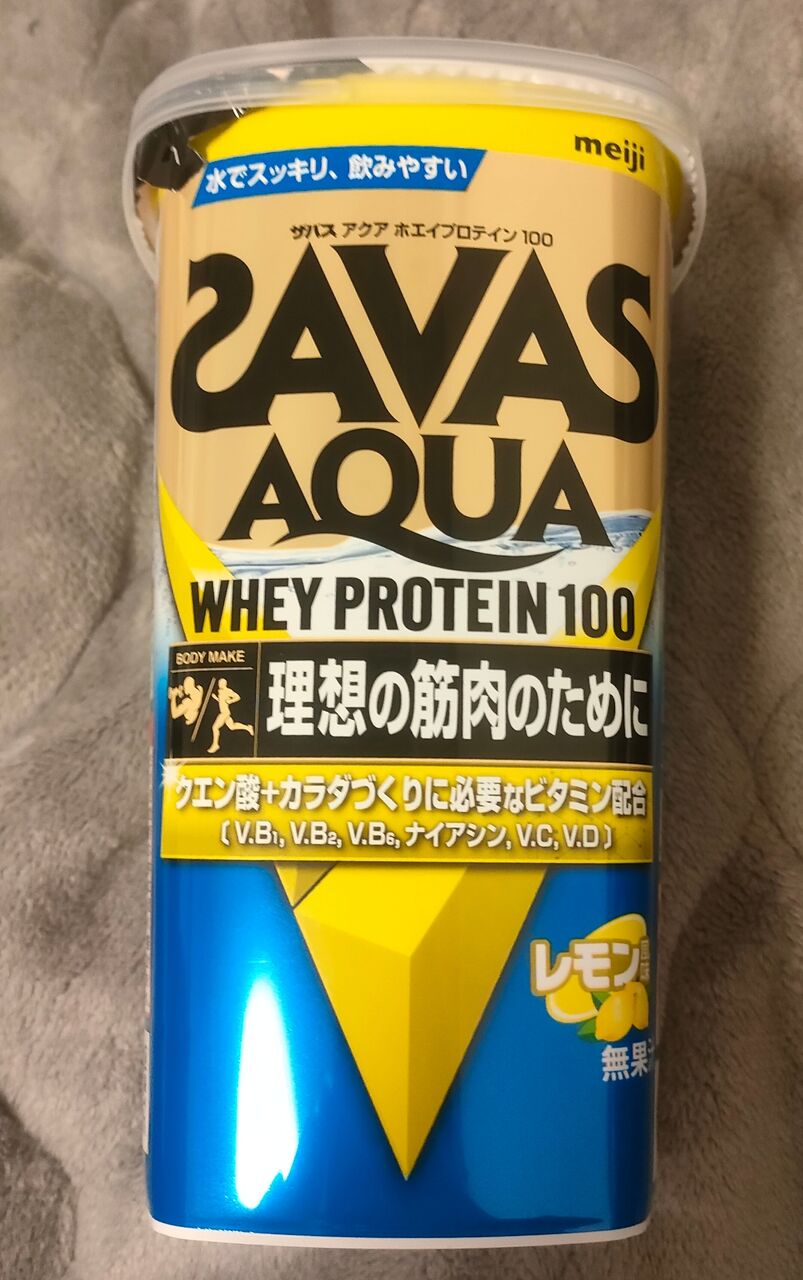 meiji
水でスッキリ、飲みやすい
ザバス アクア ホエイプロテイン 100
SAVAS
AQUA
WHEY PROTEIN 100
BODY MAKE
理想の筋肉のために
クエン酸+カラダづくりに必要なビタミン配合
〔 V.B1, V.B2, V.B6, ナイアシン, V.C, V.D 〕
レモン
無果